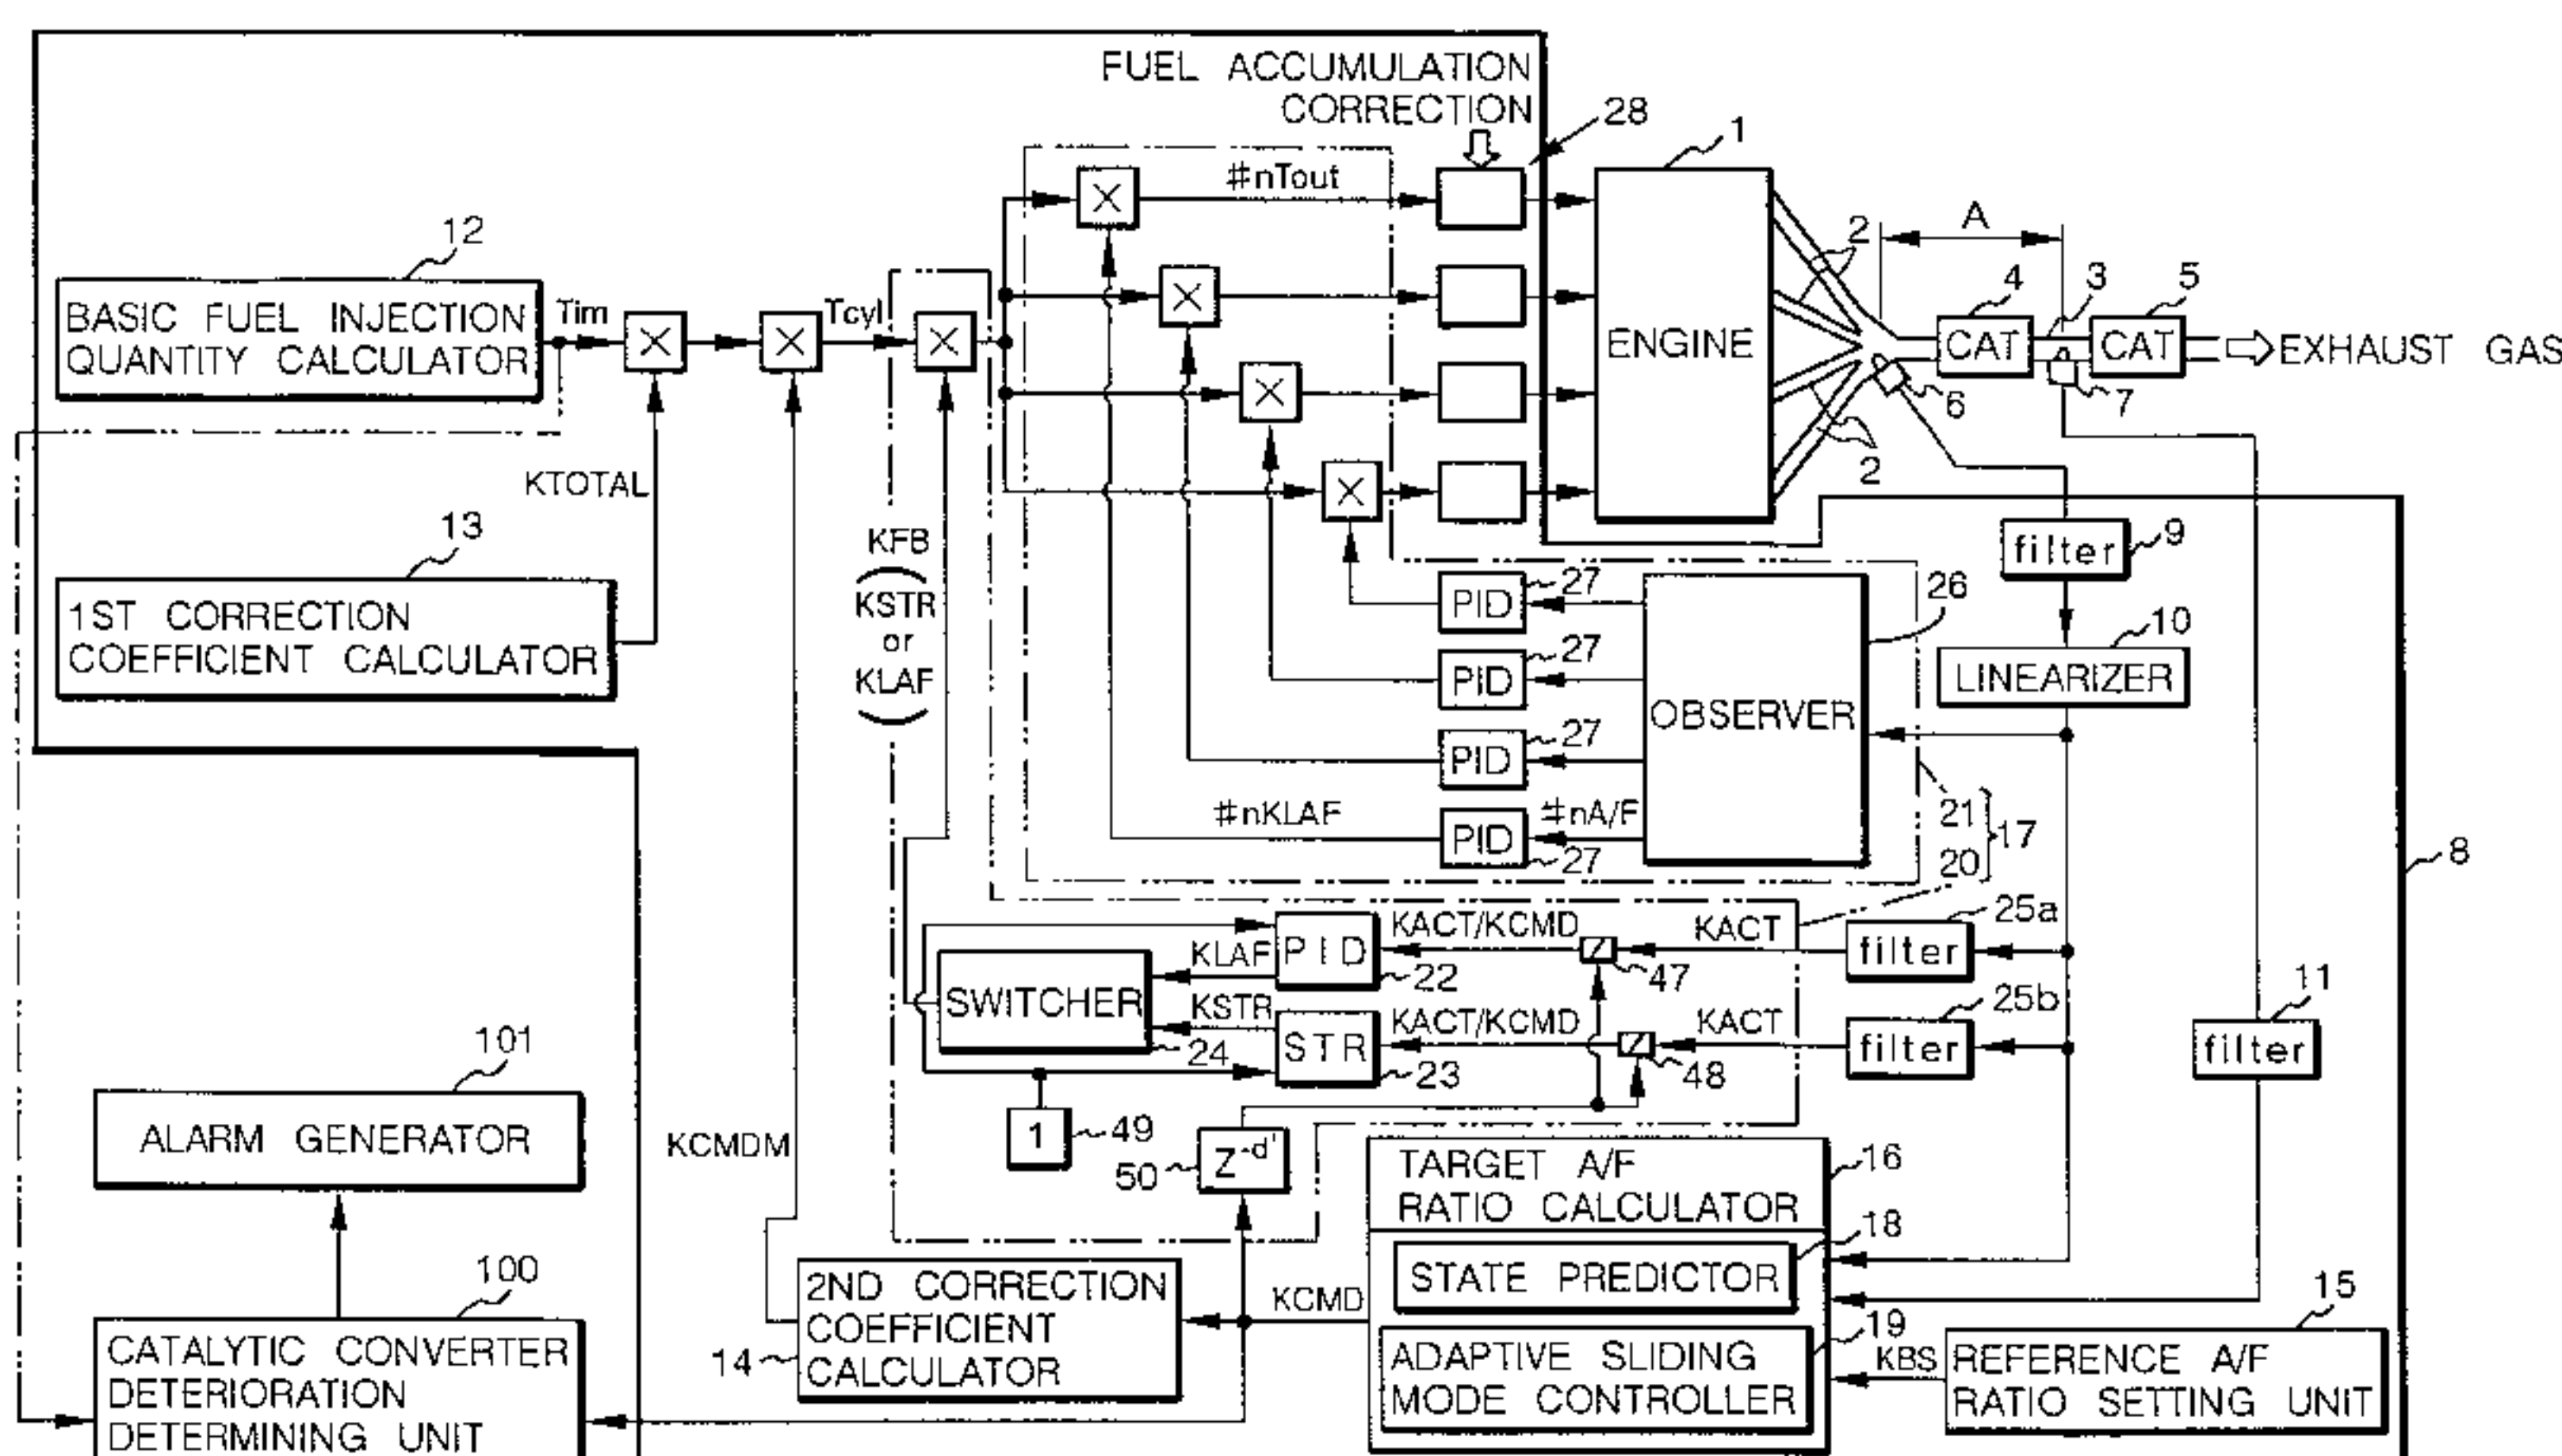 FUEL ACCUMULATION
CORRECTION
28
1
#nTout
12
A
2
4
3
5
BASIC FUEL INJECTION
QUANTITY CALCULATOR
Tim
Tcyl
ENGINE
CAT
CAT
EXHAUST GAS
6
7
2
KTOTAL
13
KFB
KSTR
or
KLAF
1ST CORRECTION
COEFFICIENT CALCULATOR
filter
9
PID
27
26
10
PID
27
LINEARIZER
OBSERVER
PID
27
#nKLAF
PID
#nA/F
27
21
20
17
8
25a
KACT/KCMD
KACT
filter
KLAF
PID
22
47
SWITCHER
24
KSTR
STR
23
KACT/KCMD
KACT
48
25b
filter
11
filter
101
ALARM GENERATOR
KCMDM
1
49
50
Z-d'
TARGET A/F
RATIO CALCULATOR
16
18
STATE PREDICTOR
100
2ND CORRECTION
COEFFICIENT
CALCULATOR
14
KCMD
15
19
CATALYTIC CONVERTER
DETERIORATION
DETERMINING UNIT
ADAPTIVE SLIDING
MODE CONTROLLER
KBS
REFERENCE A/F
RATIO SETTING UNIT